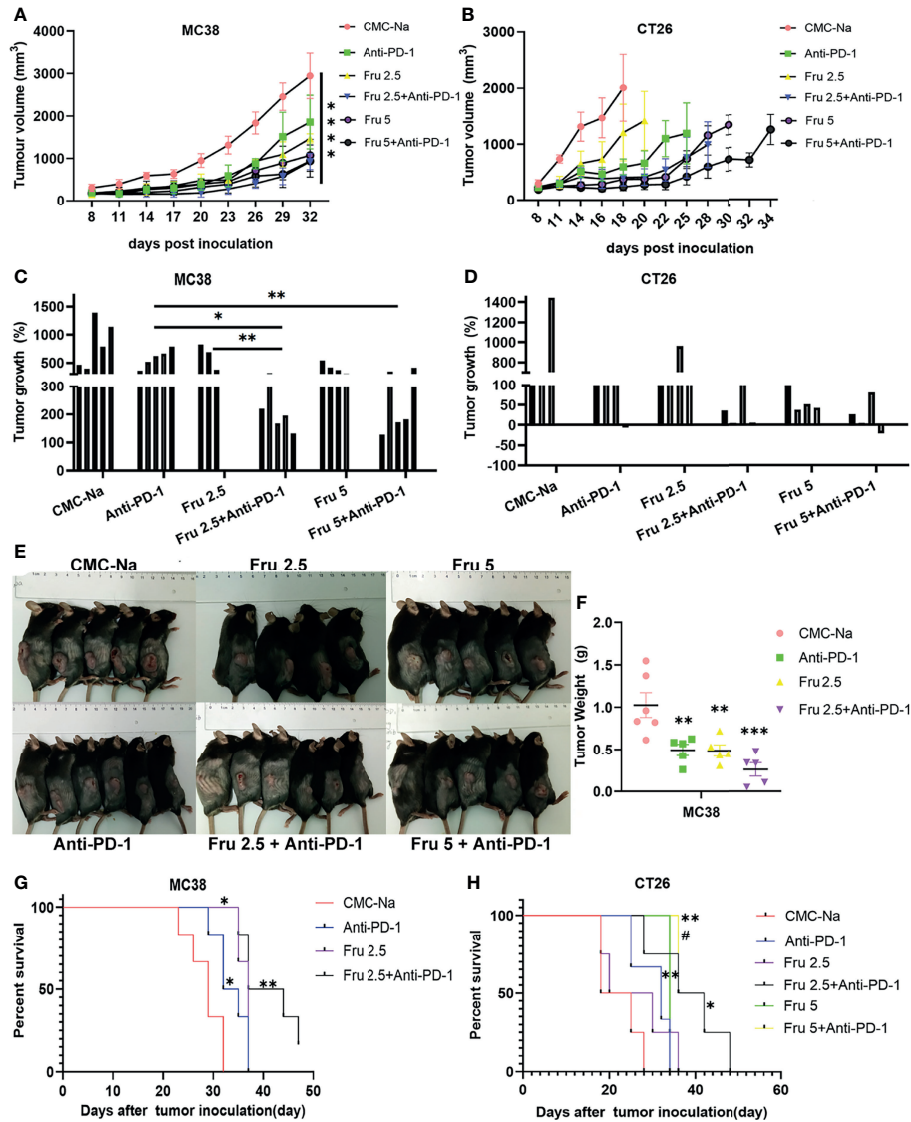 A
MC38
Tumour volume (mm³)
4000
3000
2000
1000
0
8 11 14 17 20 23 26 29 32
days post inoculation
CMC-Na
Anti-PD-1
Fru 2.5
Fru 2.5+Anti-PD-1
Fru 5
Fru 5+Anti-PD-1
*
*
*
*
B
CT26
Tumor volume (mm³)
3000
2000
1000
0
8 11 14 16 18 20 22 25 28 30 32 34
days post inoculation
CMC-Na
Anti-PD-1
Fru 2.5
Fru 2.5+Anti-PD-1
Fru 5
Fru 5+Anti-PD-1
C
MC38
Tumor growth (%)
1500
1000
500
300
200
100
0
**
*
**
CMC-Na
Anti-PD-1
Fru 2.5
Fru 2.5+Anti-PD-1
Fru 5
Fru 5+Anti-PD-1
D
CT26
Tumor growth (%)
1400
1200
1000
800
600
400
100
50
0
-50
-100
CMC-Na
Anti-PD-1
Fru 2.5
Fru 2.5+Anti-PD-1
Fru 5
Fru 5+Anti-PD-1
E
CMC-Na Fru 2.5 Fru 5
Anti-PD-1 Fru 2.5 + Anti-PD-1 Fru 5 + Anti-PD-1
F
Tumor Weight (g)
2.0
1.5
1.0
0.5
0.0
** ** ***
MC38
CMC-Na
Anti-PD-1
Fru 2.5
Fru 2.5+Anti-PD-1
G
MC38
Percent survival
100
50
0
0 10 20 30 40 50
Days after tumor inoculation(day)
*
*
**
CMC-Na
Anti-PD-1
Fru 2.5
Fru 2.5+Anti-PD-1
H
CT26
Percent survival
100
50
0
0 20 40 60
Days after tumor inoculation(day)
**
#
**
*
CMC-Na
Anti-PD-1
Fru 2.5
Fru 2.5+Anti-PD-1
Fru 5
Fru 5+Anti-PD-1